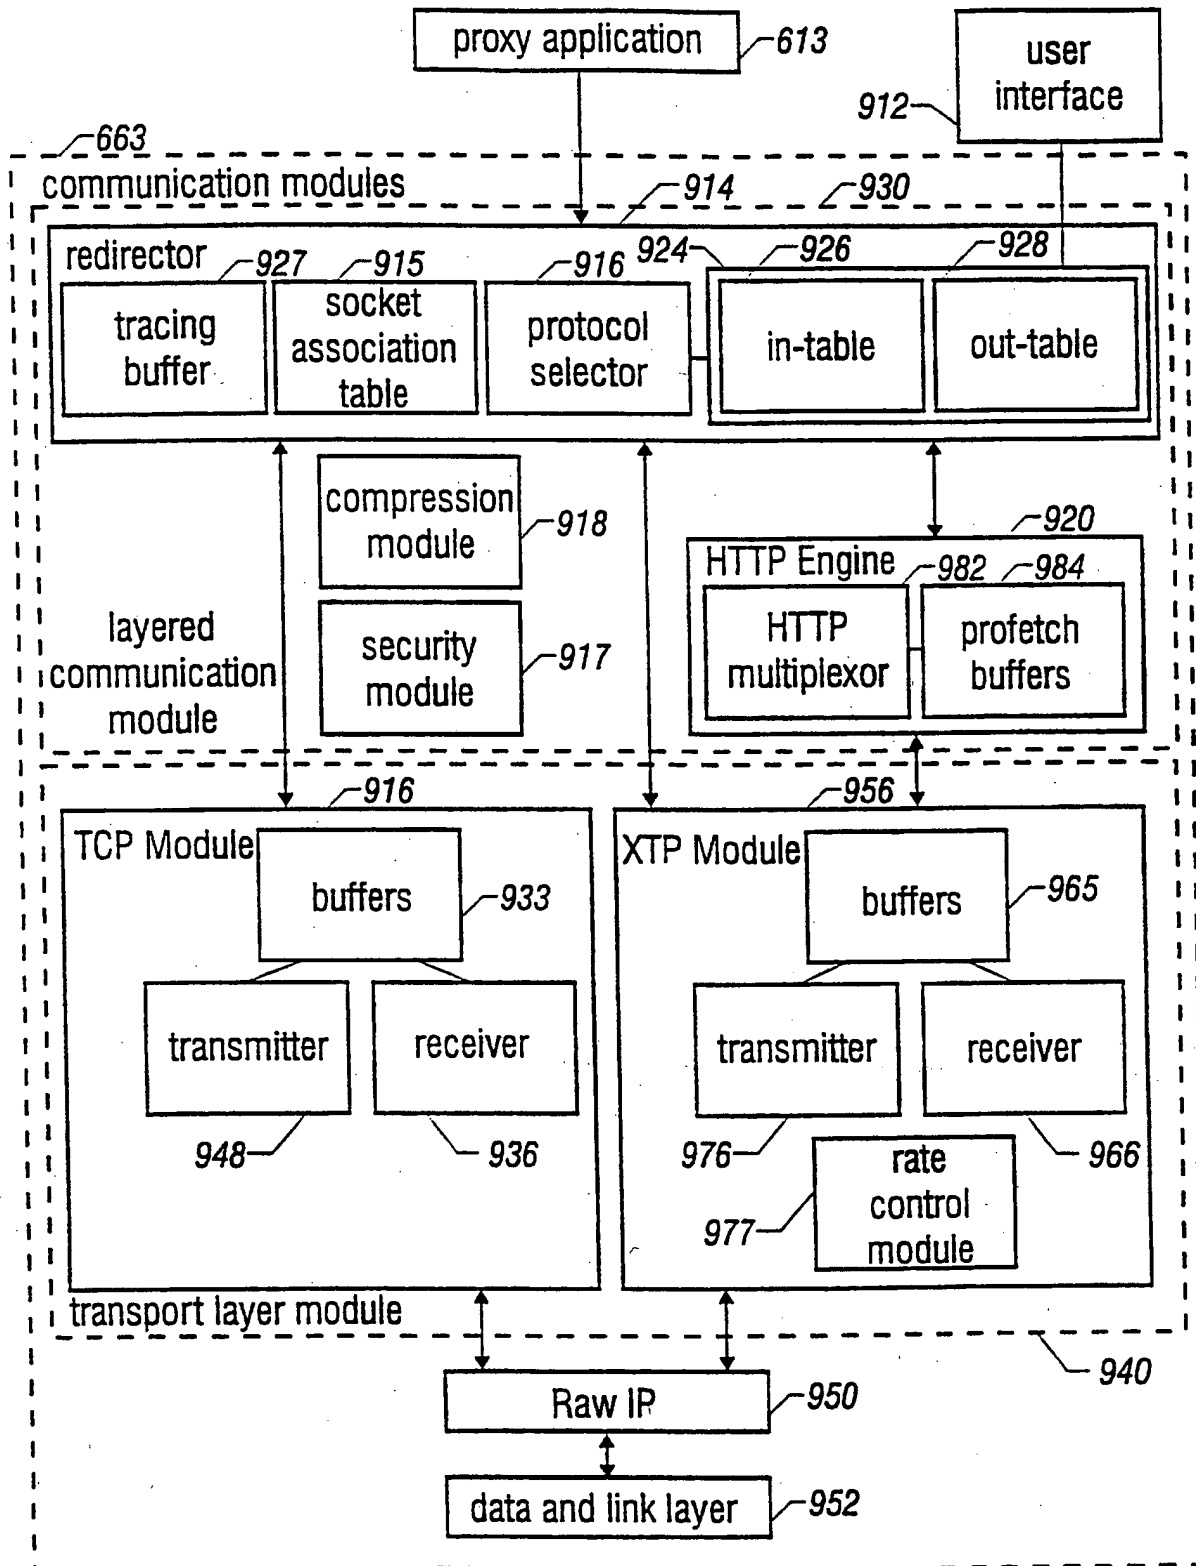 proxy application
613
user
interface
912
663
communication modules
914
930
redirector
927
915
916
924
926
928
tracing
buffer
socket
association
table
protocol
selector
in-table
out-table
compression
module
918
920
HTTP Engine
982
984
HTTP
multiplexor
profetch
buffers
security
module
917
layered
communication
module
916
956
TCP Module
buffers
933
XTP Module
buffers
965
transmitter
receiver
transmitter
receiver
948
936
976
966
rate
control
module
977
transport layer module
940
Raw IP
950
data and link layer
952